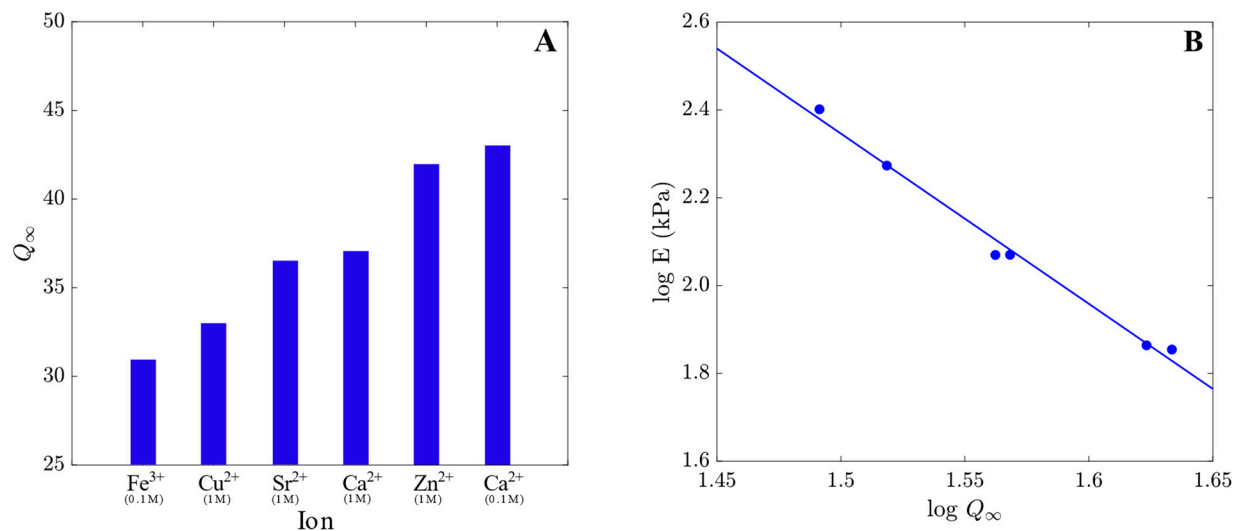 A
50
45
40
35
30
25
Q∞
Fe³⁺ Cu²⁺ Sr²⁺ Ca²⁺ Zn²⁺ Ca²⁺
(0.1M) (1M) (1M) (1M) (1M) (0.1M)
Ion
B
2.6
2.4
2.2
2.0
1.8
1.6
log E (kPa)
1.45 1.5 1.55 1.6 1.65
log Q∞